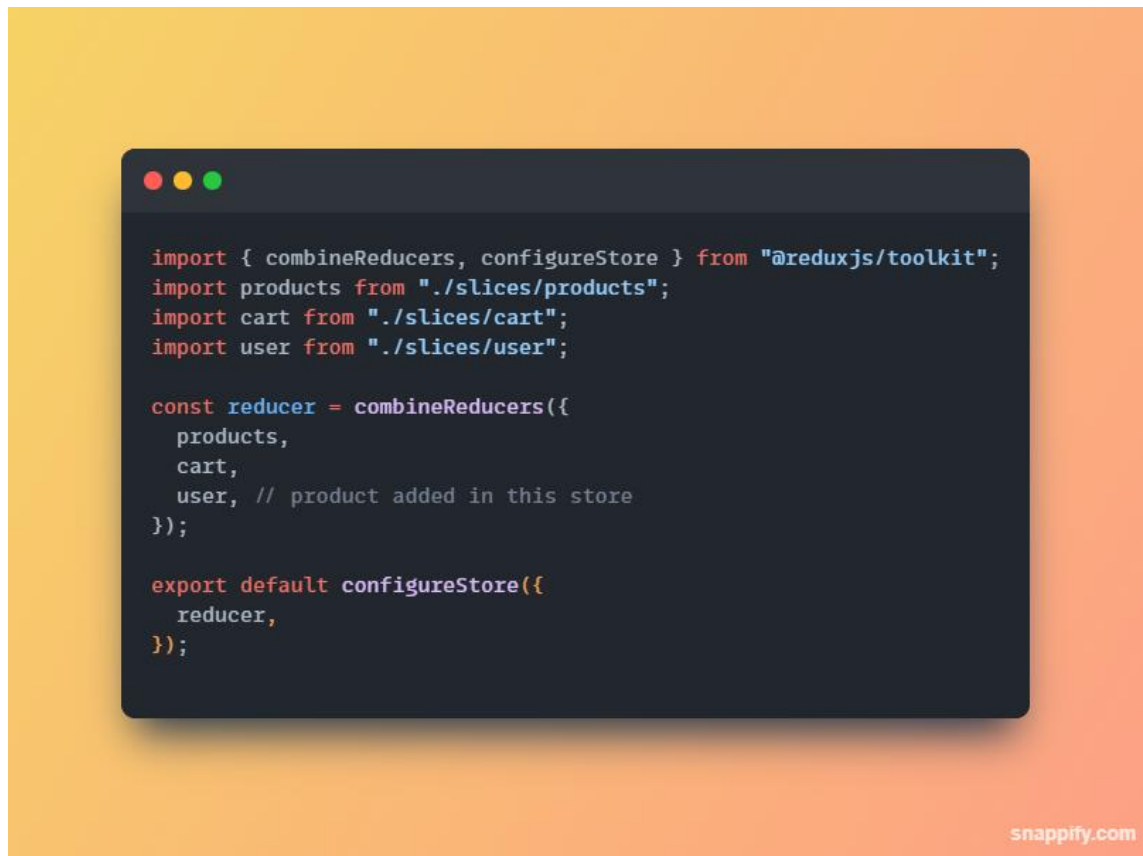 import { combineReducers, configureStore } from "@reduxjs/toolkit";
import products from "./slices/products";
import cart from "./slices/cart";
import user from "./slices/user";

const reducer = combineReducers({
  products,
  cart,
  user, // product added in this store
});

export default configureStore({
  reducer,
});
snappify.com